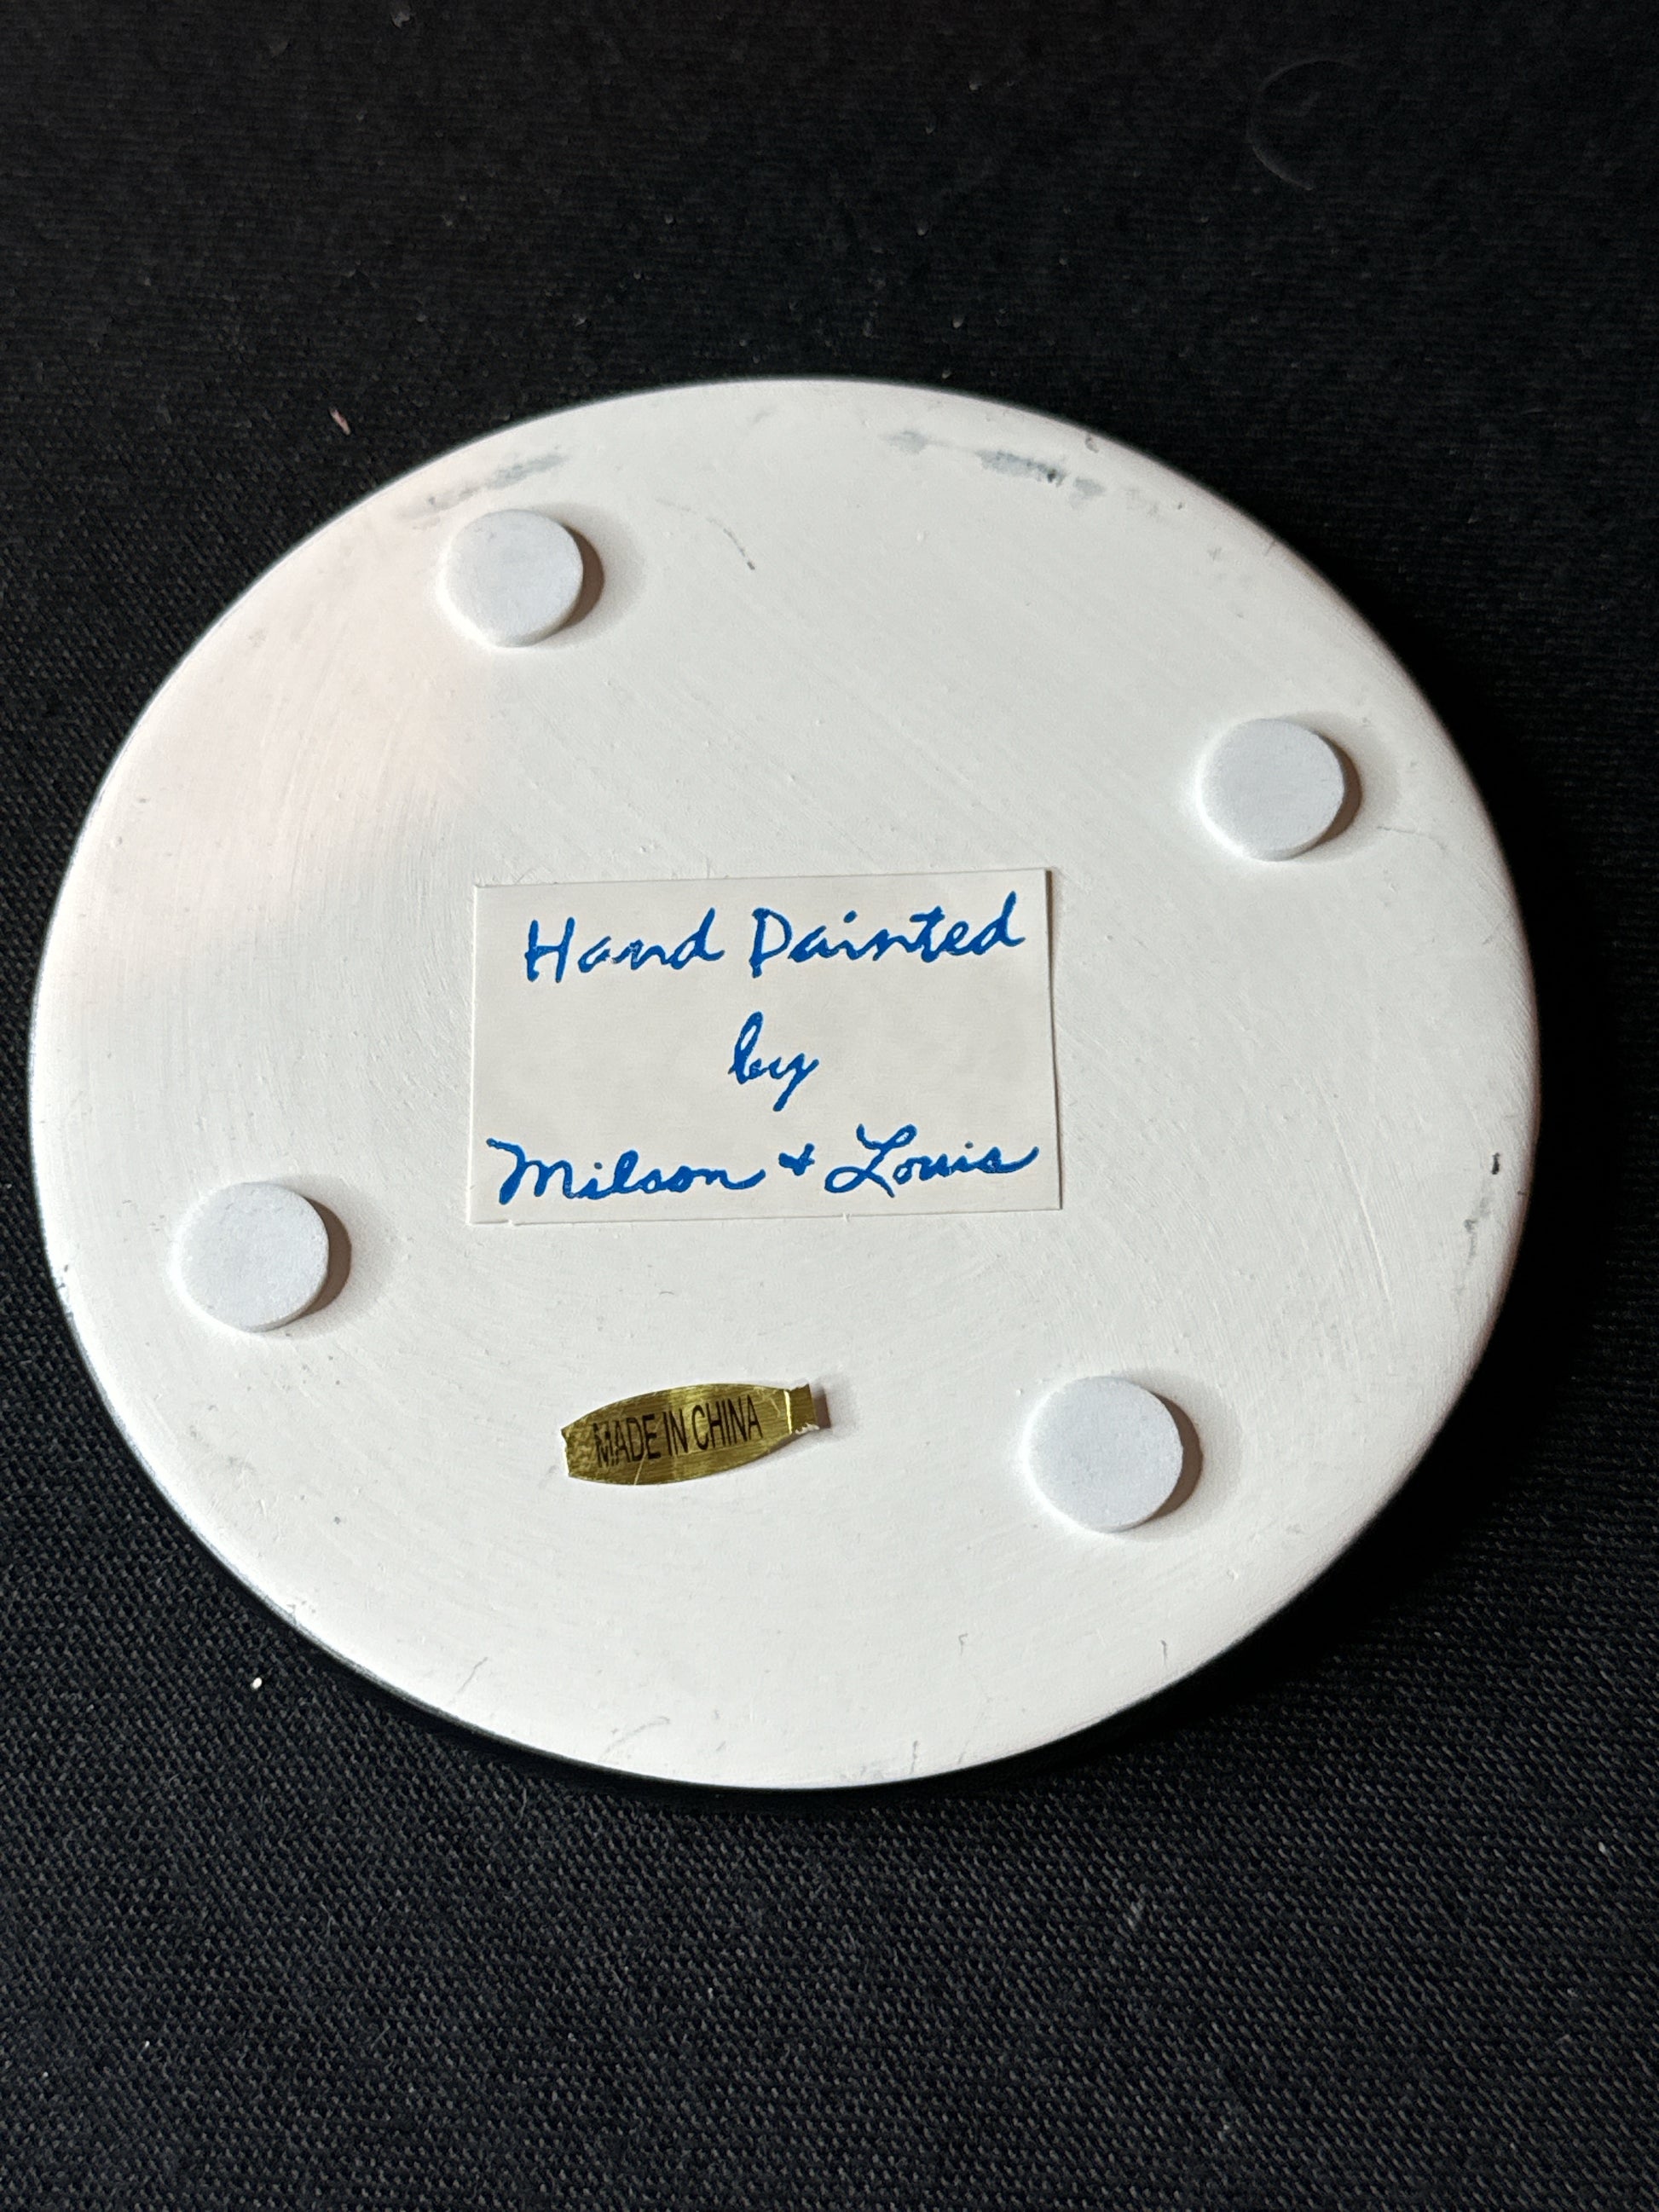 Hand Painted
by
Milson + Louis
MADE IN CHINA